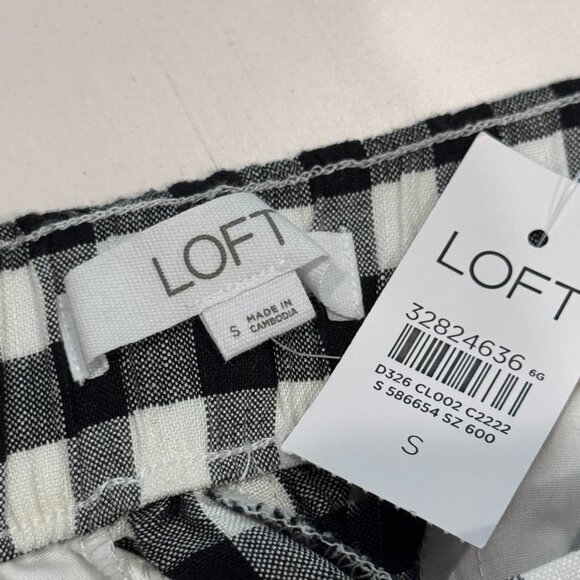 LOFT
S
MADE IN
CAMBODIA
LOFT
32824636 6G
D326 CL002 C2222
S 586654 SZ 600
S